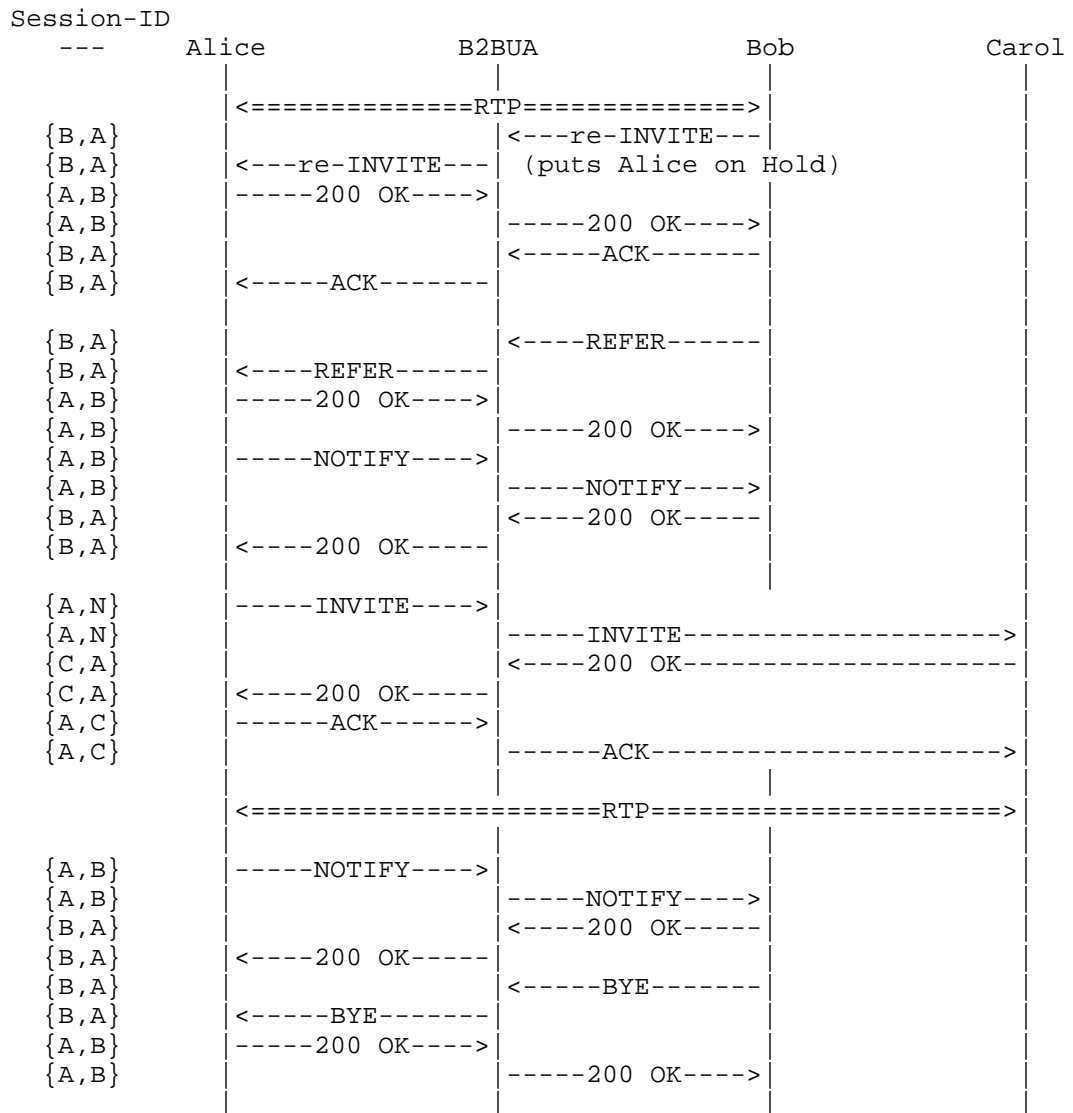 Session-ID
   ---     Alice            B2BUA             Bob            Carol
            |                |                |               |
            |<==============RTP==============>|               |
  {B,A}     |                |<---re-INVITE---|               |
  {B,A}     |<---re-INVITE---| (puts Alice on Hold)           |
  {A,B}     |-----200 OK---->|                |               |
  {A,B}     |                |-----200 OK---->|               |
  {B,A}     |                |<-----ACK-------|               |
  {B,A}     |<-----ACK-------|                |               |
            |                |                |               |
  {B,A}     |                |<----REFER------|               |
  {B,A}     |<----REFER------|                |               |
  {A,B}     |-----200 OK---->|                |               |
  {A,B}     |                |-----200 OK---->|               |
  {A,B}     |-----NOTIFY---->|                |               |
  {A,B}     |                |-----NOTIFY---->|               |
  {B,A}     |                |<----200 OK-----|               |
  {B,A}     |<----200 OK-----|                |               |
            |                |                |               |
  {A,N}     |-----INVITE---->|                                |
  {A,N}     |                |-----INVITE-------------------->|
  {C,A}     |                |<----200 OK---------------------|
  {C,A}     |<----200 OK-----|                                |
  {A,C}     |------ACK------>|                                |
  {A,C}     |                |------ACK---------------------->|
            |                |                |               |
            |<======================RTP======================>|
            |                |                |               |
  {A,B}     |-----NOTIFY---->|                |               |
  {A,B}     |                |-----NOTIFY---->|               |
  {B,A}     |                |<----200 OK-----|               |
  {B,A}     |<----200 OK-----|                |               |
  {B,A}     |                |<-----BYE-------|               |
  {B,A}     |<-----BYE-------|                |               |
  {A,B}     |-----200 OK---->|                |               |
  {A,B}     |                |-----200 OK---->|               |
            |                |                |               |